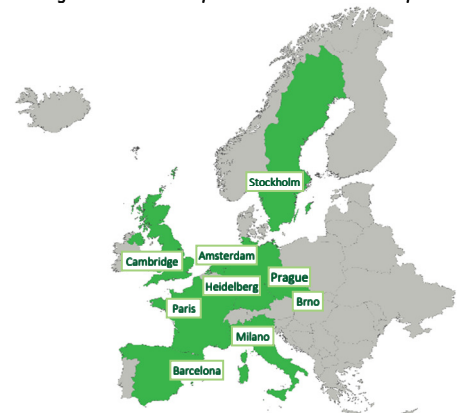 Stockholm
Amsterdam
Cambridge
Prague
Heidelberg
Brno
Paris
Milano
Barcelona